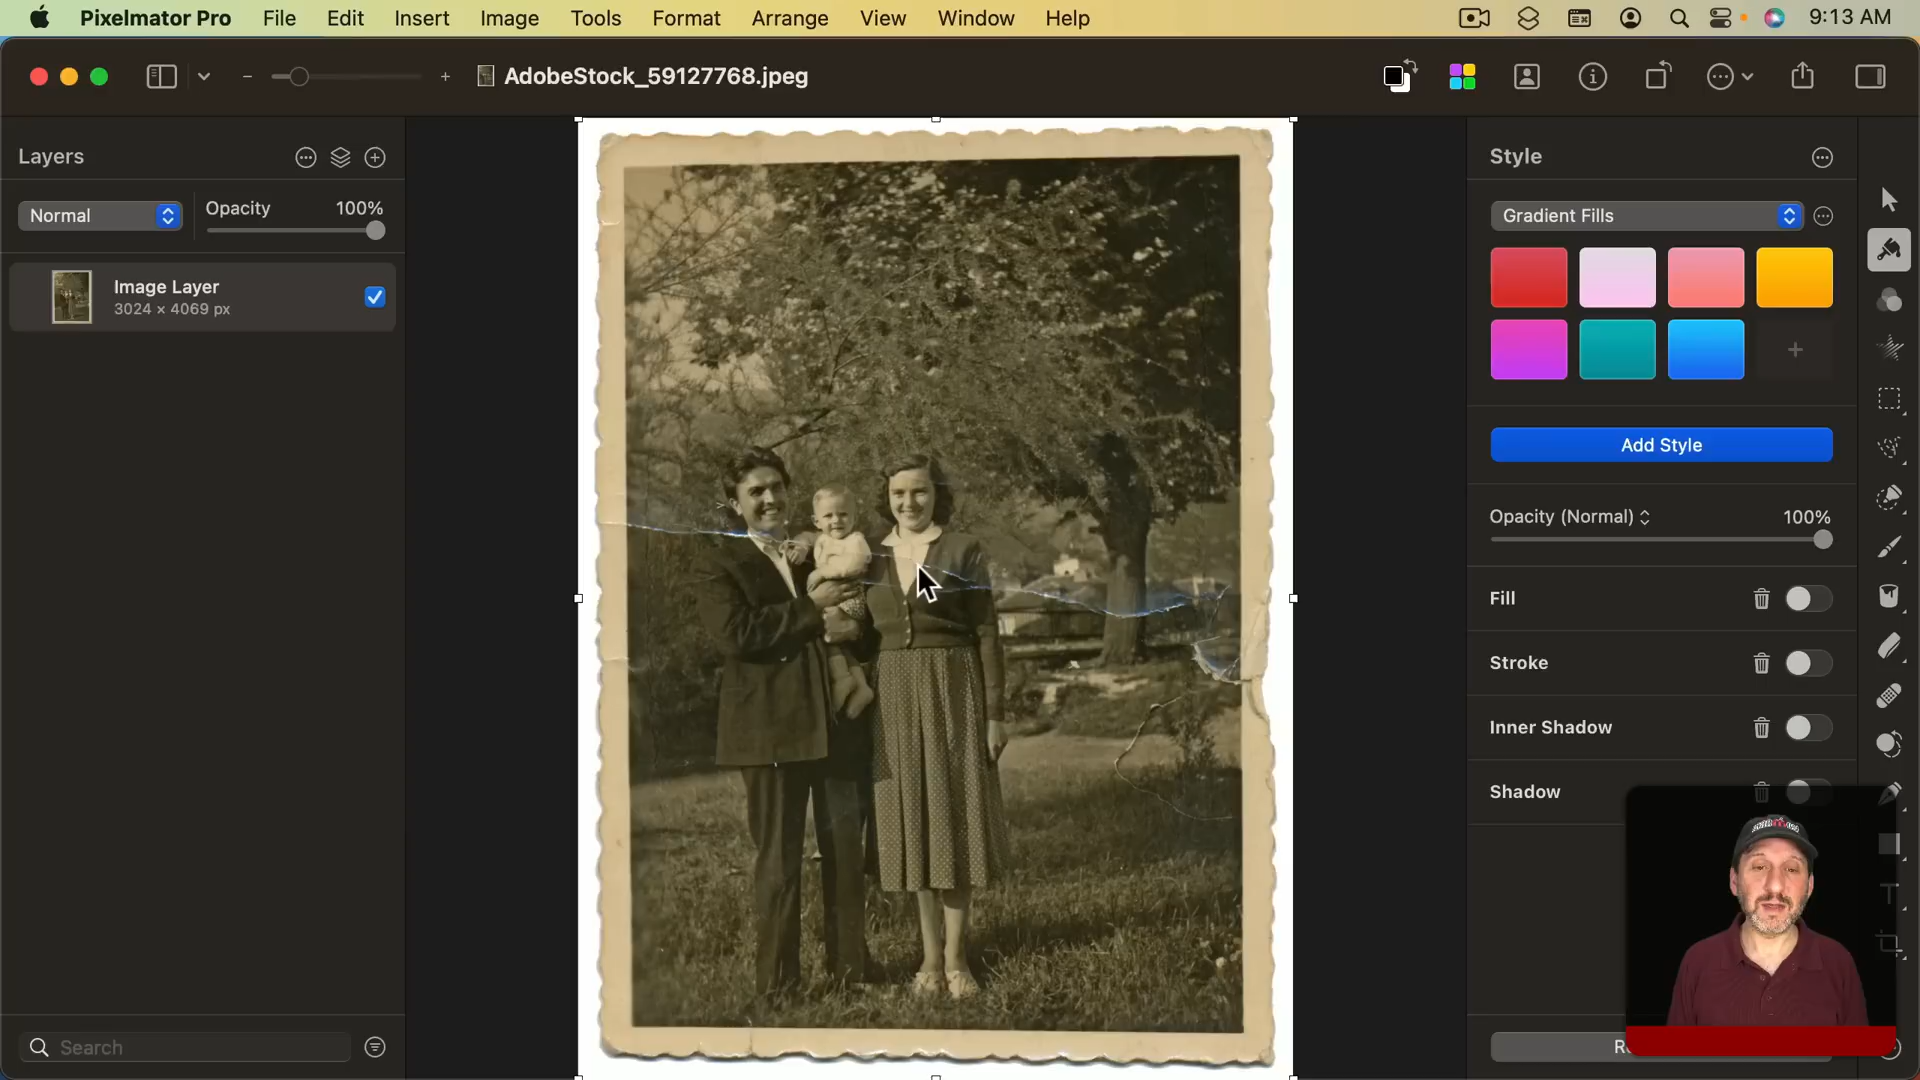 Pixelmator Pro File Edit Insert Image Tools Format Arrange View Window Help 9:13 AM
AdobeStock_59127768.jpeg
Layers
Normal
Opacity 100%
Image Layer
3024 × 4069 px
Search
Style
Gradient Fills
Add Style
Opacity (Normal) 100%
Fill
Stroke
Inner Shadow
Shadow